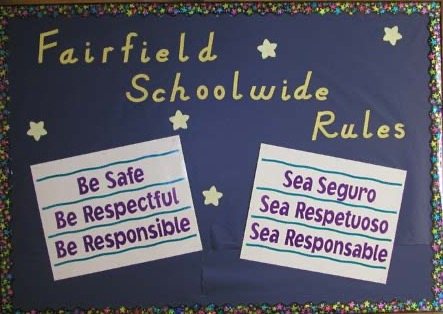 Fairfield
Schoolwide
Rules
Be Safe
Be Respectful
Be Responsible
Sea Seguro
Sea Respetuoso
Sea Responsable